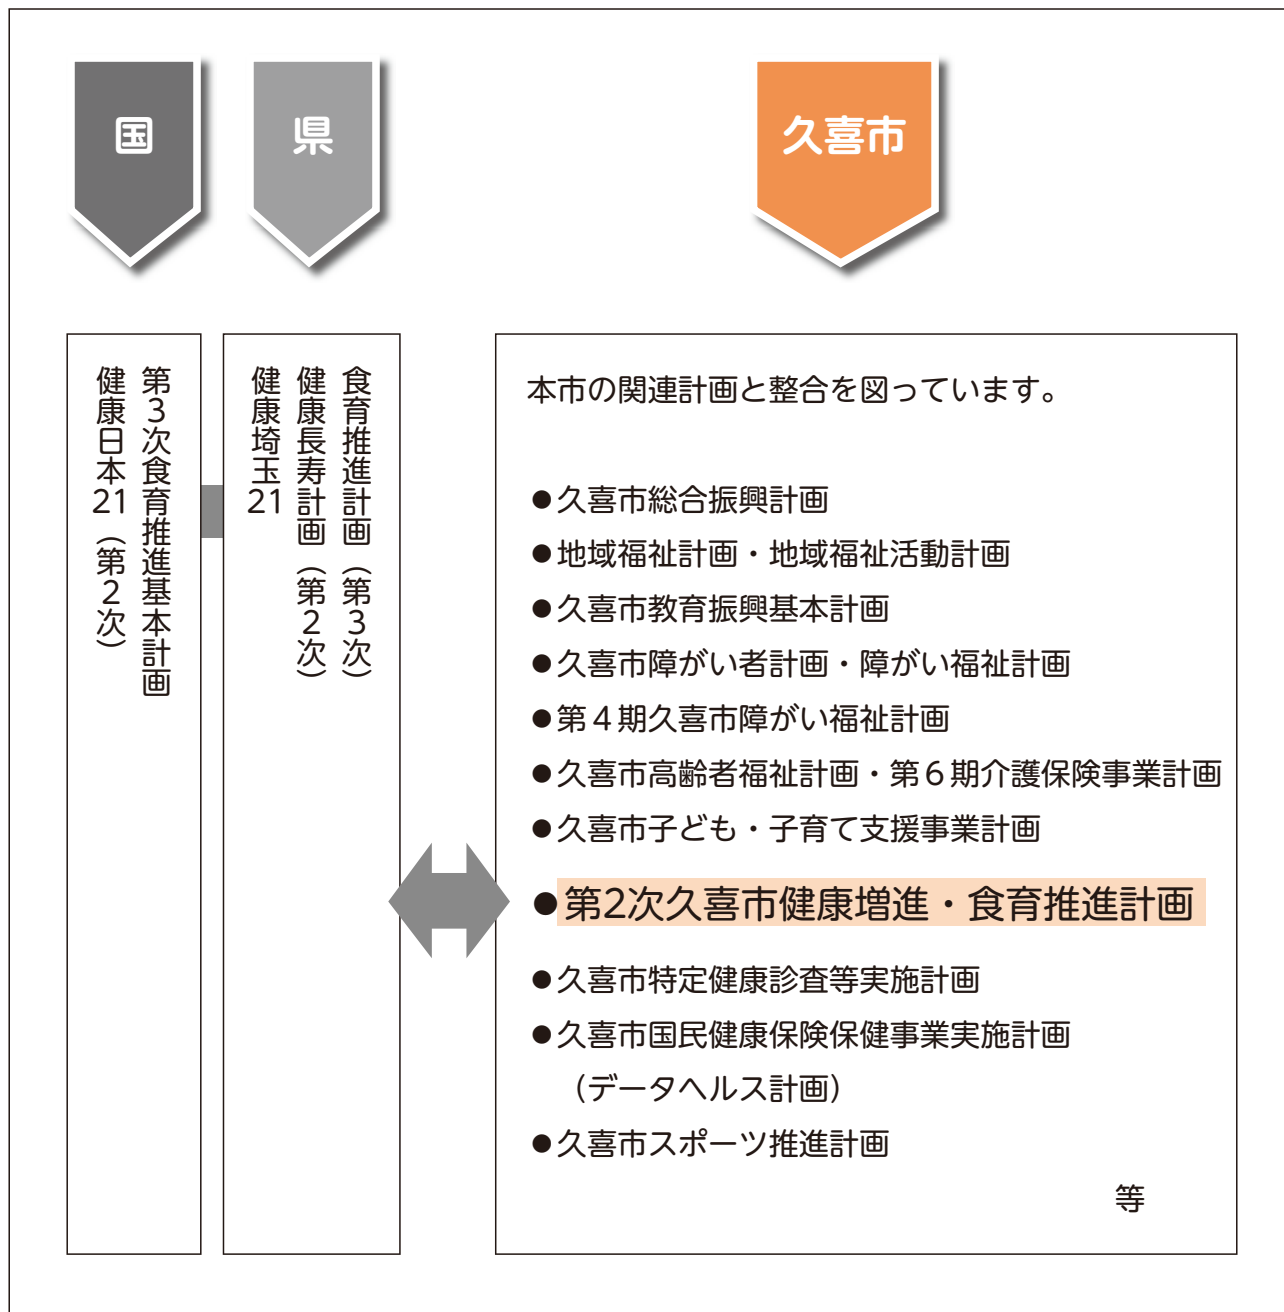 国
県
久喜市
第3次食育推進基本計画
健康日本21（第2次）
食育推進計画（第3次）
健康長寿計画（第2次）
健康埼玉21
本市の関連計画と整合を図っています。
●久喜市総合振興計画
●地域福祉計画・地域福祉活動計画
●久喜市教育振興基本計画
●久喜市障がい者計画・障がい福祉計画
●第４期久喜市障がい福祉計画
●久喜市高齢者福祉計画・第６期介護保険事業計画
●久喜市子ども・子育て支援事業計画
●第2次久喜市健康増進・食育推進計画
●久喜市特定健康診査等実施計画
●久喜市国民健康保険保健事業実施計画
（データヘルス計画）
●久喜市スポーツ推進計画
等